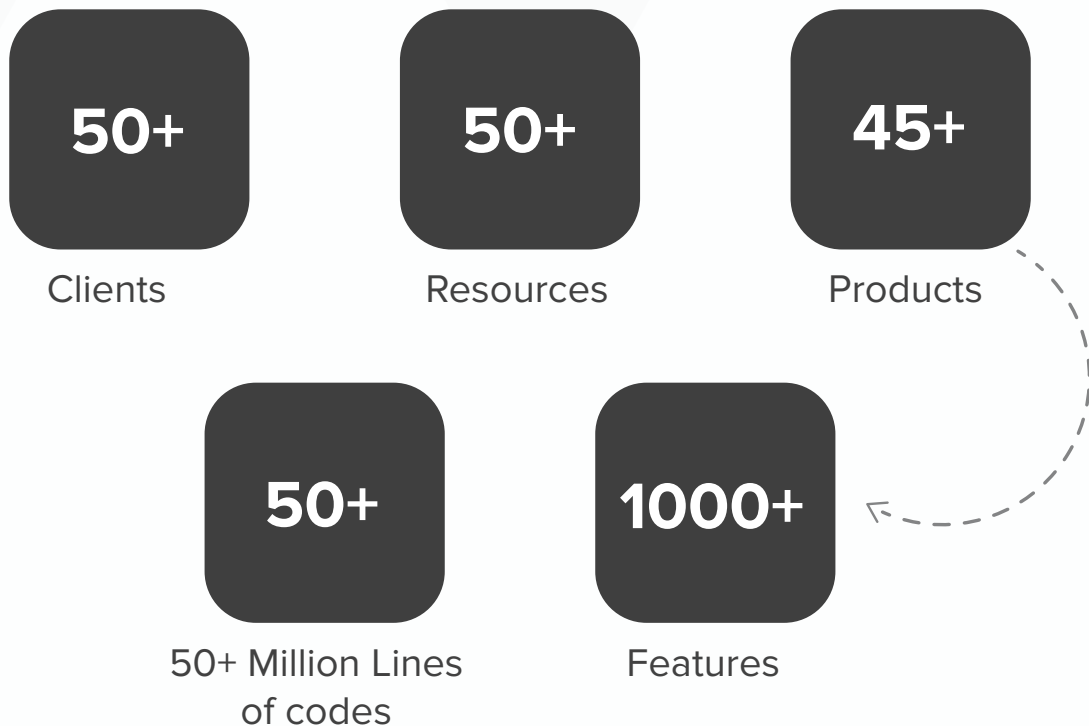 50+
Clients
50+
Resources
45+
Products
50+
50+ Million Lines
of codes
1000+
Features